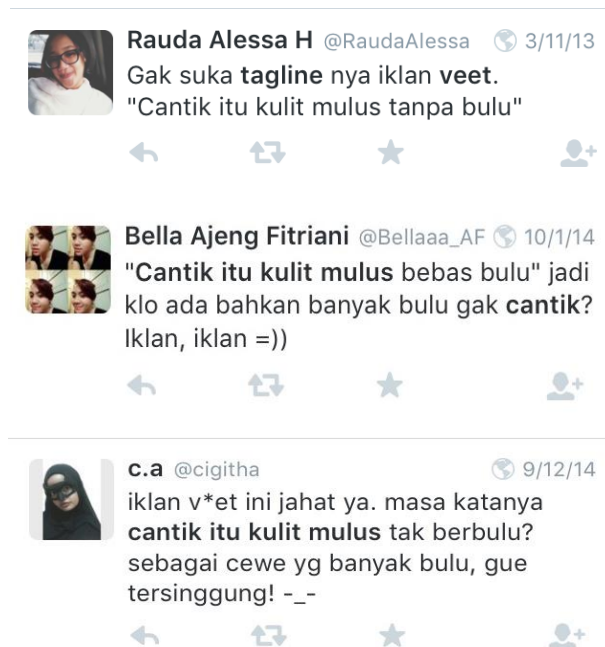 Rauda Alessa H @RaudaAlessa 3/11/13
Gak suka tagline nya iklan veet.
"Cantik itu kulit mulus tanpa bulu"
Bella Ajeng Fitriani @Bellaaa_AF 10/1/14
"Cantik itu kulit mulus bebas bulu" jadi
klo ada bahkan banyak bulu gak cantik?
Iklan, iklan =))
c.a @cigitha 9/12/14
iklan v*et ini jahat ya. masa katanya
cantik itu kulit mulus tak berbulu?
sebagai cewe yg banyak bulu, gue
tersinggung! -_-